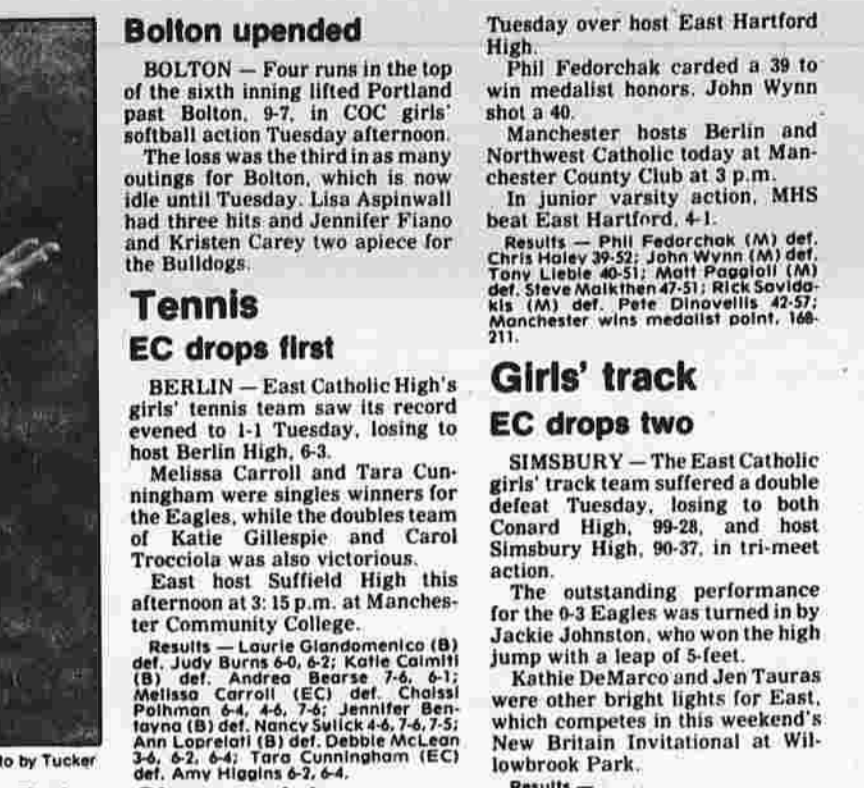 to by Tucker
Bolton upended
BOLTON — Four runs in the top
of the sixth inning lifted Portland
past Bolton, 9-7, in COC girls'
softball action Tuesday afternoon.
The loss was the third in as many
outings for Bolton, which is now
idle until Tuesday. Lisa Aspinwall
had three hits and Jennifer Fiano
and Kristen Carey two apiece for
the Bulldogs.
Tennis
EC drops first
BERLIN — East Catholic High's
girls' tennis team saw its record
evened to 1-1 Tuesday, losing to
host Berlin High, 6-3.
Melissa Carroll and Tara Cun-
ningham were singles winners for
the Eagles, while the doubles team
of Katie Gillespie and Carol
Trocciola was also victorious.
East host Suffield High this
afternoon at 3:15 p.m. at Manches-
ter Community College.
Results — Laurie Giandomenico (B)
def. Judy Burns 6-0, 6-2; Katie Calmiti
(B) def. Andrea Bearse 7-6, 6-1;
Melissa Carroll (EC) def. Chaissi
Polhman 6-4, 4-6, 7-6; Jennifer Ben-
tayna (B) def. Nancy Sulick 4-6, 7-6, 7-5;
Ann Loprelati (B) def. Debbie McLean
3-6, 6-2, 6-4; Tara Cunningham (EC)
def. Amy Higgins 6-2, 6-4.
Tuesday over host East Hartford
High.
Phil Fedorchak carded a 39 to
win medalist honors. John Wynn
shot a 40.
Manchester hosts Berlin and
Northwest Catholic today at Man-
chester County Club at 3 p.m.
In junior varsity action, MHS
beat East Hartford, 4-1.
Results — Phil Fedorchak (M) def.
Chris Haley 39-52; John Wynn (M) def.
Tony Lieble 40-51; Matt Paggioli (M)
def. Steve Malkthen 47-51; Rick Savida-
kis (M) def. Pete Dinovellis 42-57;
Manchester wins medalist point, 168-
211.
Girls' track
EC drops two
SIMSBURY — The East Catholic
girls' track team suffered a double
defeat Tuesday, losing to both
Conard High, 99-28, and host
Simsbury High, 90-37, in tri-meet
action.
The outstanding performance
for the 0-3 Eagles was turned in by
Jackie Johnston, who won the high
jump with a leap of 5-feet.
Kathie DeMarco and Jen Tauras
were other bright lights for East,
which competes in this weekend's
New Britain Invitational at Wil-
lowbrook Park.
Results —